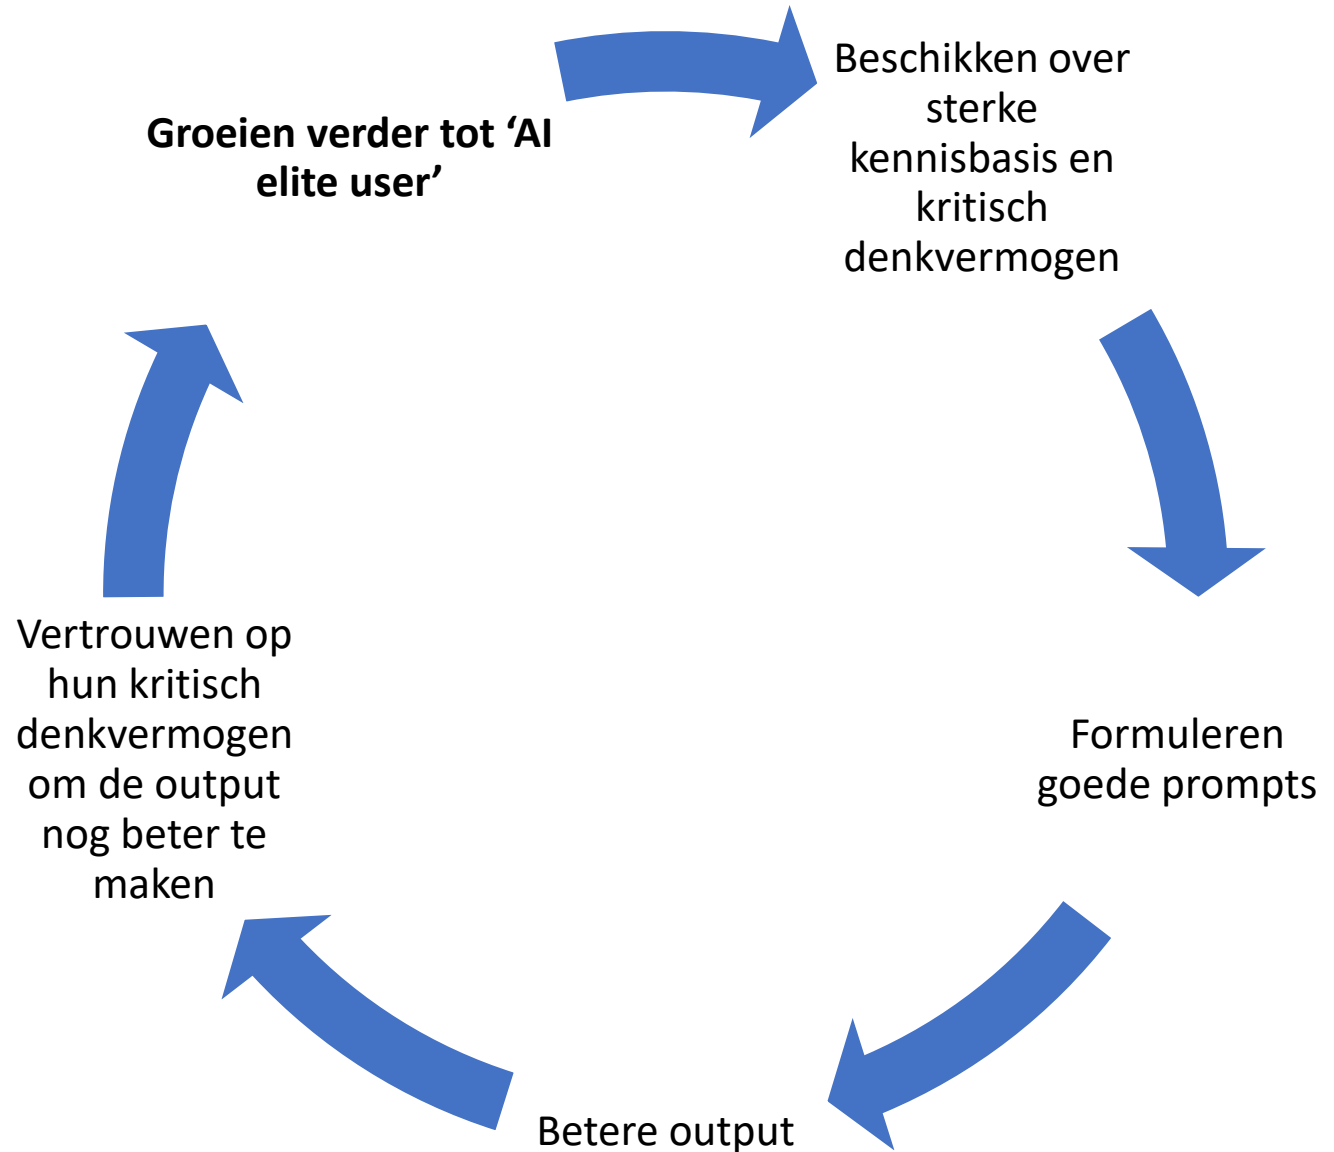 Groeien verder tot ‘AI
elite user’
Beschikken over
sterke
kennisbasis en
kritisch
denkvermogen
Formuleren
goede prompts
Betere output
Vertrouwen op
hun kritisch
denkvermogen
om de output
nog beter te
maken